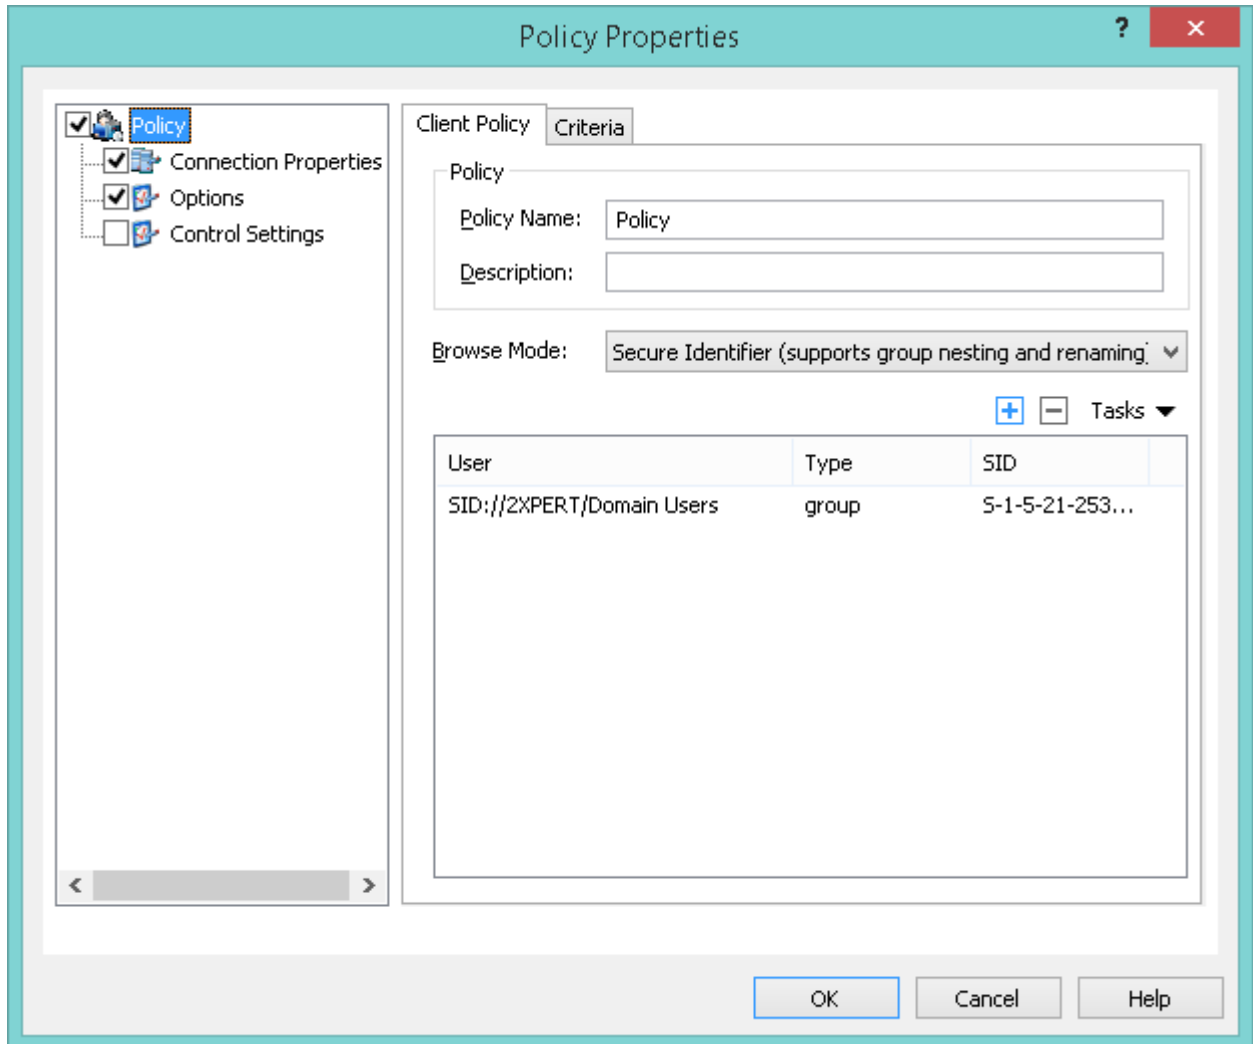 Policy Properties
?
Policy
Connection Properties
Options
Control Settings
Client Policy
Criteria
Policy
Policy Name: Policy
Description:
Browse Mode: Secure Identifier (supports group nesting and renaming)
Tasks
User Type SID
SID://2XPERT/Domain Users group S-1-5-21-253...
OK Cancel Help